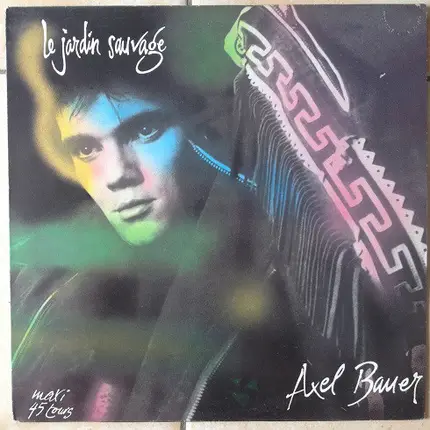 le jardin sauvage
Axel Bauer
maxi
45 tours